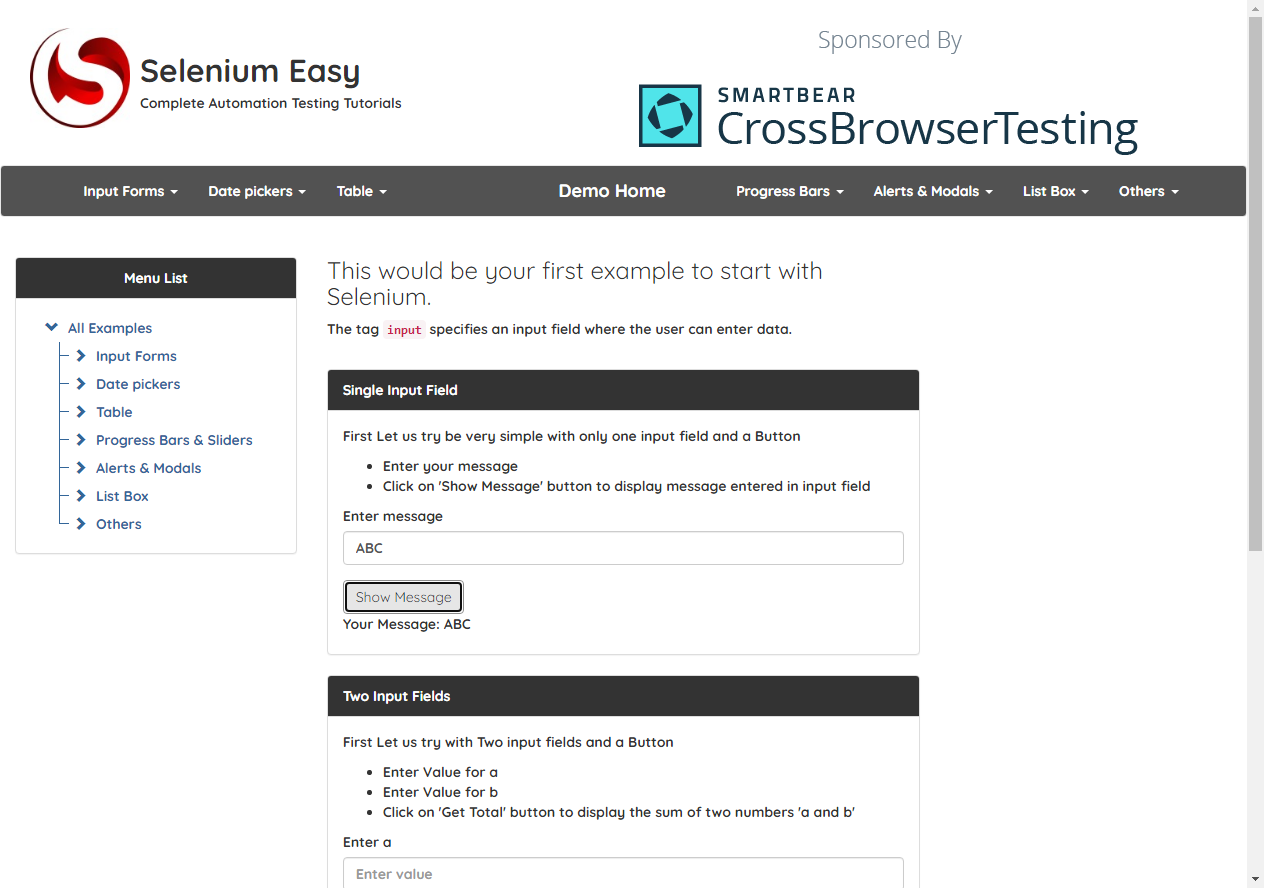 Sponsored By
Selenium Easy
Complete Automation Testing Tutorials
SMARTBEAR
CrossBrowserTesting
Input Forms Date pickers Table Demo Home Progress Bars Alerts & Modals List Box Others
Menu List
All Examples
Input Forms
Date pickers
Table
Progress Bars & Sliders
Alerts & Modals
List Box
Others
This would be your first example to start with
Selenium.
The tag input specifies an input field where the user can enter data.
Single Input Field
First Let us try be very simple with only one input field and a Button
Enter your message
Click on 'Show Message' button to display message entered in input field
Enter message
ABC
Show Message
Your Message: ABC
Two Input Fields
First Let us try with Two input fields and a Button
Enter Value for a
Enter Value for b
Click on 'Get Total' button to display the sum of two numbers 'a and b'
Enter a
Enter value